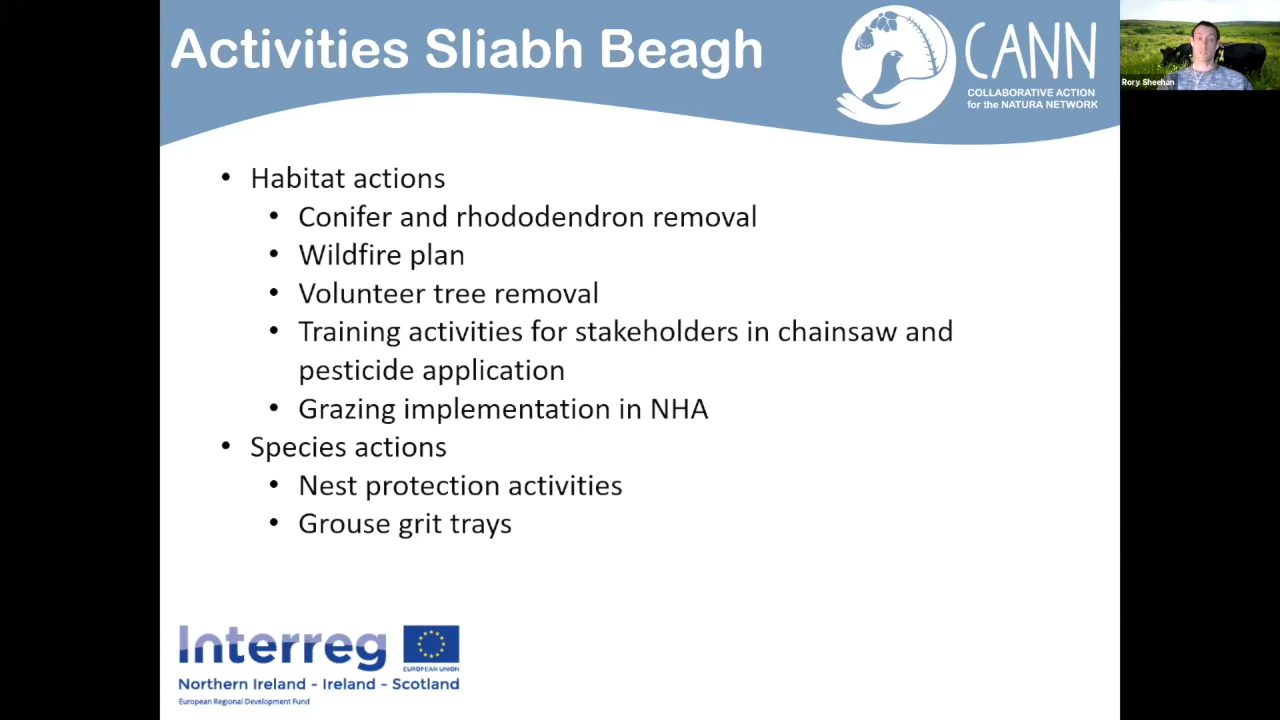 Activities Sliabh Beagh
CANN
COLLABORATIVE ACTION
for the NATURA NETWORK
Rory Sheehan
• Habitat actions
• Conifer and rhododendron removal
• Wildfire plan
• Volunteer tree removal
• Training activities for stakeholders in chainsaw and
pesticide application
• Grazing implementation in NHA
• Species actions
• Nest protection activities
• Grouse grit trays
Interreg
EUROPEAN UNION
Northern Ireland - Ireland - Scotland
European Regional Development Fund